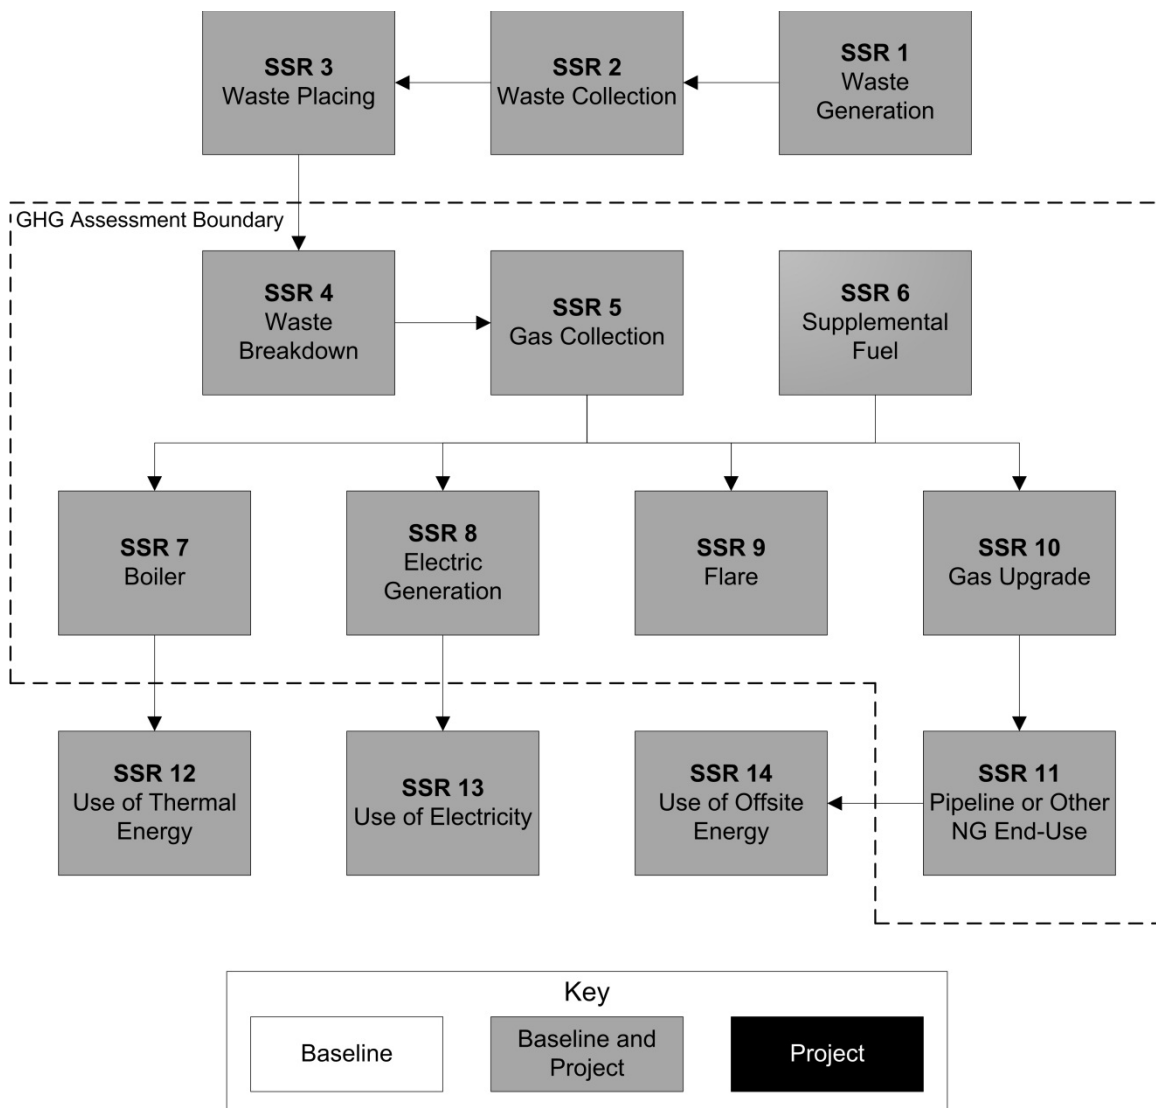 SSR 3
Waste Placing
SSR 2
Waste Collection
SSR 1
Waste
Generation
GHG Assessment Boundary
SSR 4
Waste
Breakdown
SSR 5
Gas Collection
SSR 6
Supplemental
Fuel
SSR 7
Boiler
SSR 8
Electric
Generation
SSR 9
Flare
SSR 10
Gas Upgrade
SSR 12
Use of Thermal
Energy
SSR 13
Use of Electricity
SSR 14
Use of Offsite
Energy
SSR 11
Pipeline or Other
NG End-Use
Key
Baseline
Baseline and
Project
Project